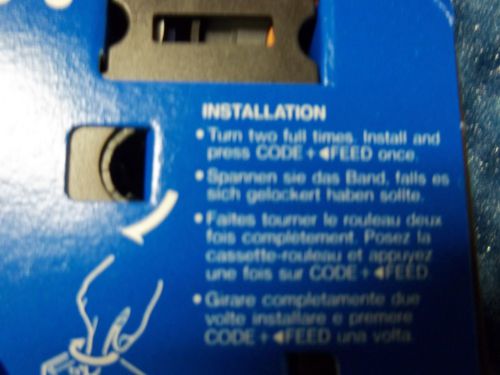 INSTALLATION
• Turn two full times. Install and
press CODE + ◄FEED once.
• Spannen sie das Band, falls es
sich gelockert haben sollte.
• Faites tourner le rouleau deux
fois complètement. Posez la
cassette-rouleau et appuyez
une fois sur CODE + ◄FEED
• Girare completamente due
volte installare e premere
CODE + ◄FEED una volta.